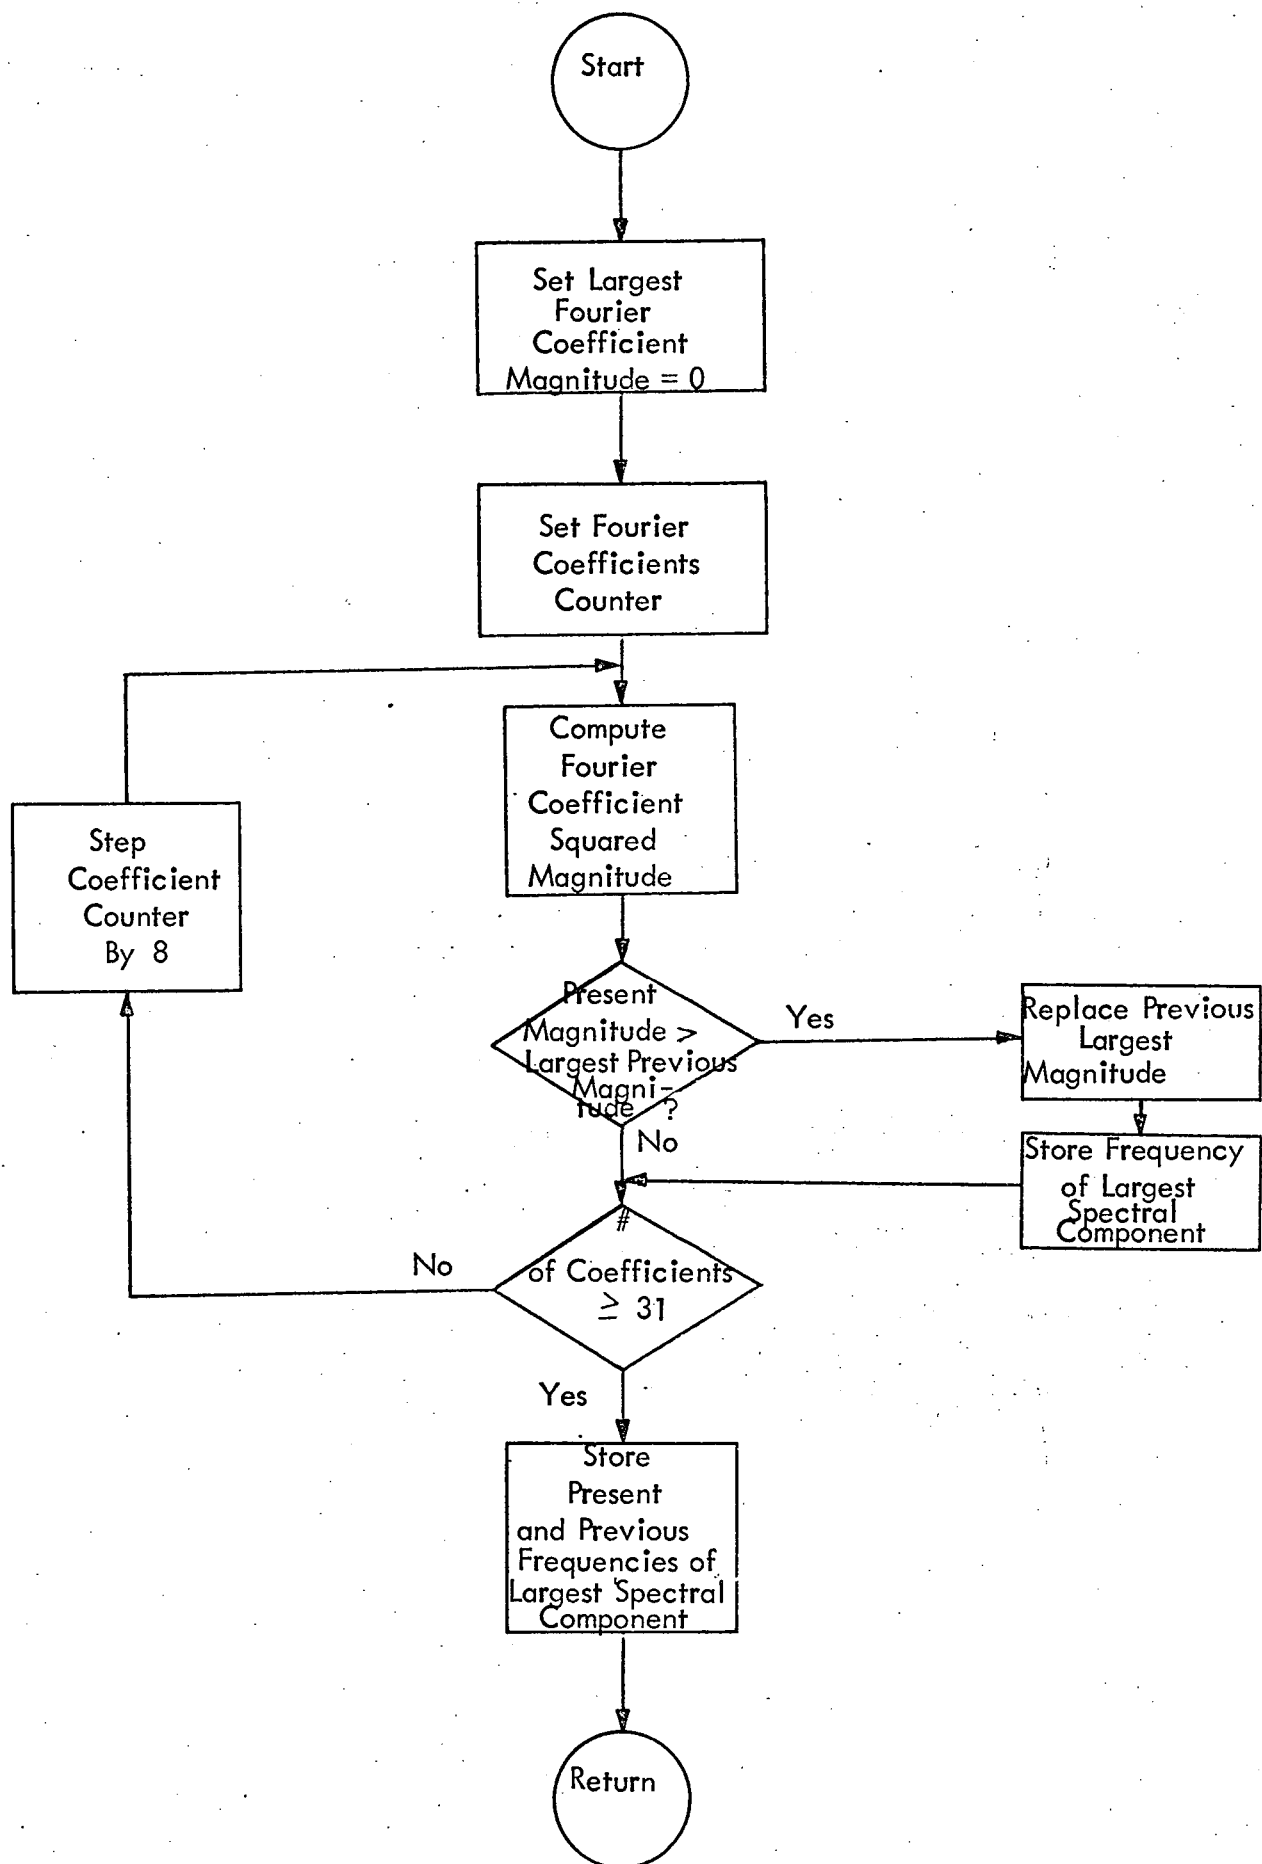 Start
Set Largest
Fourier
Coefficient
Magnitude = 0
Set Fourier
Coefficients
Counter
Compute
Fourier
Coefficient
Squared
Magnitude
Step
Coefficient
Counter
By 8
Present
Magnitude >
Largest Previous
Magni-
tude ?
Yes
Replace Previous
Largest
Magnitude
No
Store Frequency
of Largest
Spectral
Component
#
of Coefficients
≥ 31
No
Yes
Store
Present
and Previous
Frequencies of
Largest Spectral
Component
Return